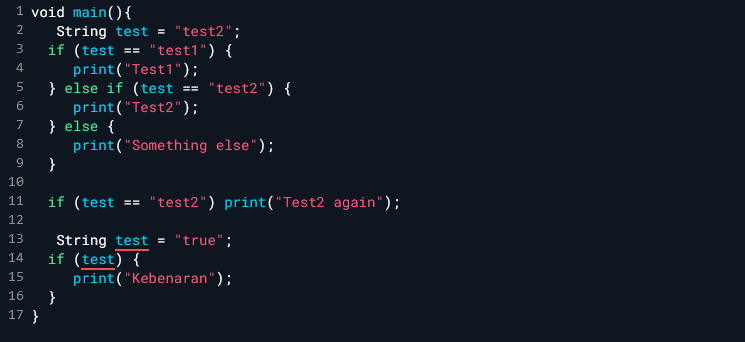 1 void main(){
2    String test = "test2";
3   if (test == "test1") {
4      print("Test1");
5   } else if (test == "test2") {
6      print("Test2");
7   } else {
8      print("Something else");
9   }
10
11   if (test == "test2") print("Test2 again");
12
13    String test = "true";
14   if (test) {
15      print("Kebenaran");
16   }
17 }